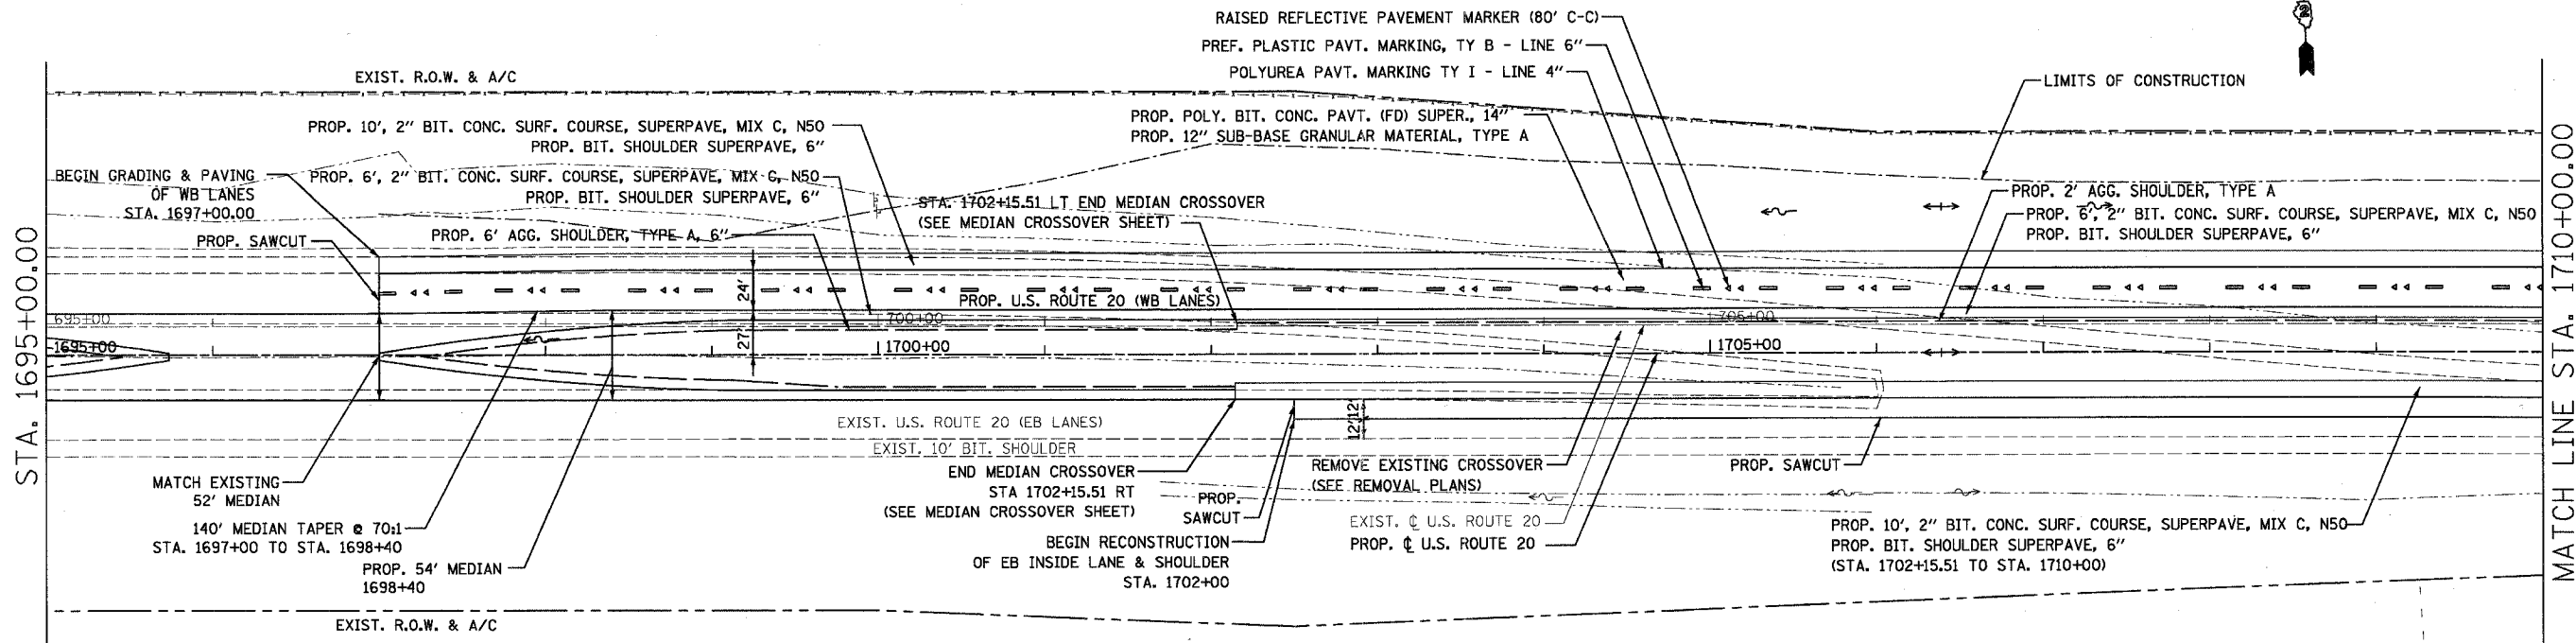 RAISED REFLECTIVE PAVEMENT MARKER (80' C-C)
PREF. PLASTIC PAVT. MARKING, TY B - LINE 6"
POLYUREA PAVT. MARKING TY I - LINE 4"
2
EXIST. R.O.W. & A/C
LIMITS OF CONSTRUCTION
PROP. 10', 2" BIT. CONC. SURF. COURSE, SUPERPAVE, MIX C, N50
PROP. BIT. SHOULDER SUPERPAVE, 6"
PROP. POLY. BIT. CONC. PAVT. (FD) SUPER., 14"
PROP. 12" SUB-BASE GRANULAR MATERIAL, TYPE A
BEGIN GRADING & PAVING
OF WB LANES
STA. 1697+00.00
PROP. 6', 2" BIT. CONC. SURF. COURSE, SUPERPAVE, MIX C, N50
PROP. BIT. SHOULDER SUPERPAVE, 6"
STA. 1702+15.51 LT END MEDIAN CROSSOVER
(SEE MEDIAN CROSSOVER SHEET)
PROP. 2' AGG. SHOULDER, TYPE A
PROP. 6', 2" BIT. CONC. SURF. COURSE, SUPERPAVE, MIX C, N50
PROP. BIT. SHOULDER SUPERPAVE, 6"
PROP. SAWCUT
PROP. 6' AGG. SHOULDER, TYPE A, 6"
STA. 1695+00.00
MATCH LINE STA. 1710+00.00
24'
PROP. U.S. ROUTE 20 (WB LANES)
695+00
700+00
705+00
27'
1695+00
1700+00
1705+00
12'
12'
EXIST. U.S. ROUTE 20 (EB LANES)
EXIST. 10' BIT. SHOULDER
MATCH EXISTING
52' MEDIAN
END MEDIAN CROSSOVER
STA 1702+15.51 RT
(SEE MEDIAN CROSSOVER SHEET)
PROP.
SAWCUT
REMOVE EXISTING CROSSOVER
(SEE REMOVAL PLANS)
PROP. SAWCUT
140' MEDIAN TAPER @ 70:1
STA. 1697+00 TO STA. 1698+40
EXIST. ℄ U.S. ROUTE 20
PROP. ℄ U.S. ROUTE 20
PROP. 10', 2" BIT. CONC. SURF. COURSE, SUPERPAVE, MIX C, N50
PROP. BIT. SHOULDER SUPERPAVE, 6"
(STA. 1702+15.51 TO STA. 1710+00)
PROP. 54' MEDIAN
1698+40
BEGIN RECONSTRUCTION
OF EB INSIDE LANE & SHOULDER
STA. 1702+00
EXIST. R.O.W. & A/C